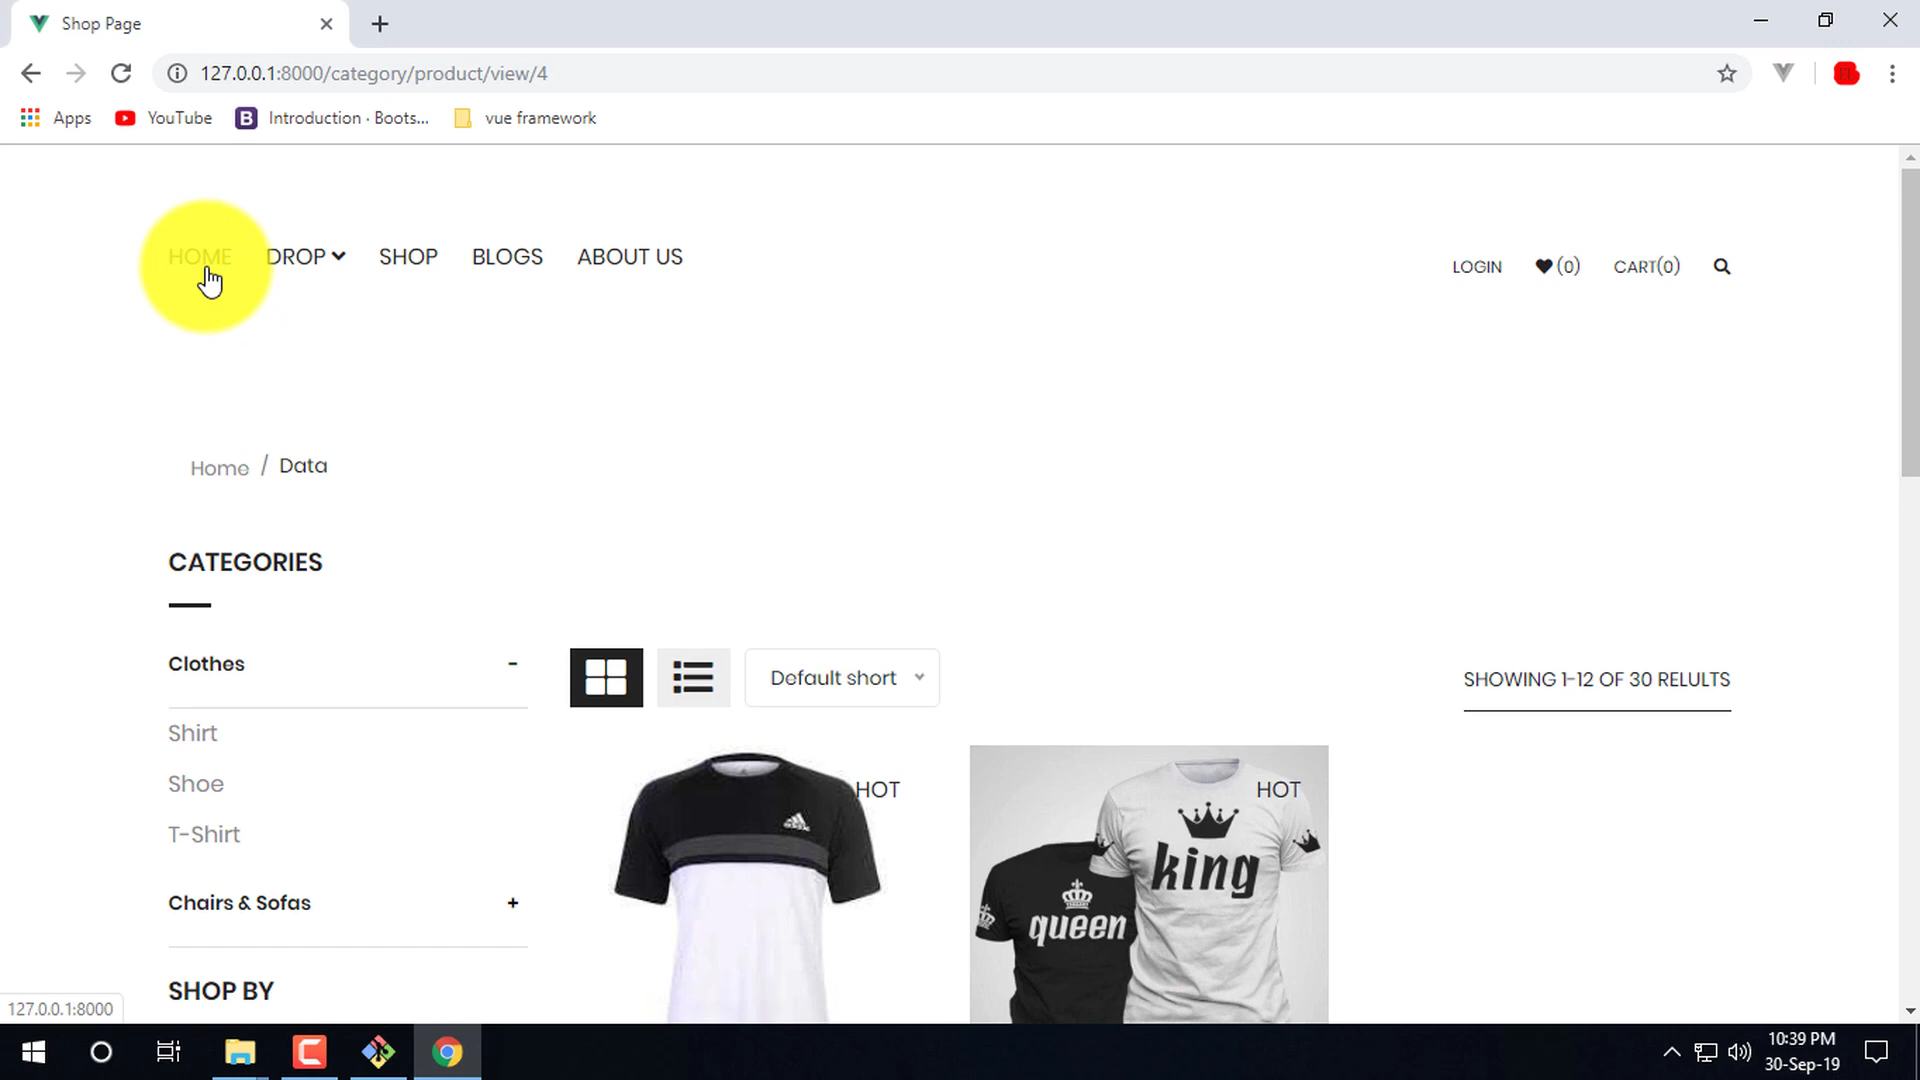 Shop Page
127.0.0.1:8000/category/product/view/4
Apps YouTube Introduction · Boots... vue framework
HOME DROP SHOP BLOGS ABOUT US
LOGIN (0) CART(0)
Home / Data
CATEGORIES
Clothes -
Shirt
Shoe
T-Shirt
Chairs & Sofas +
SHOP BY
Default short
SHOWING 1-12 OF 30 RELULTS
HOT
HOT
king
queen
127.0.0.1:8000
10:39 PM
30-Sep-19